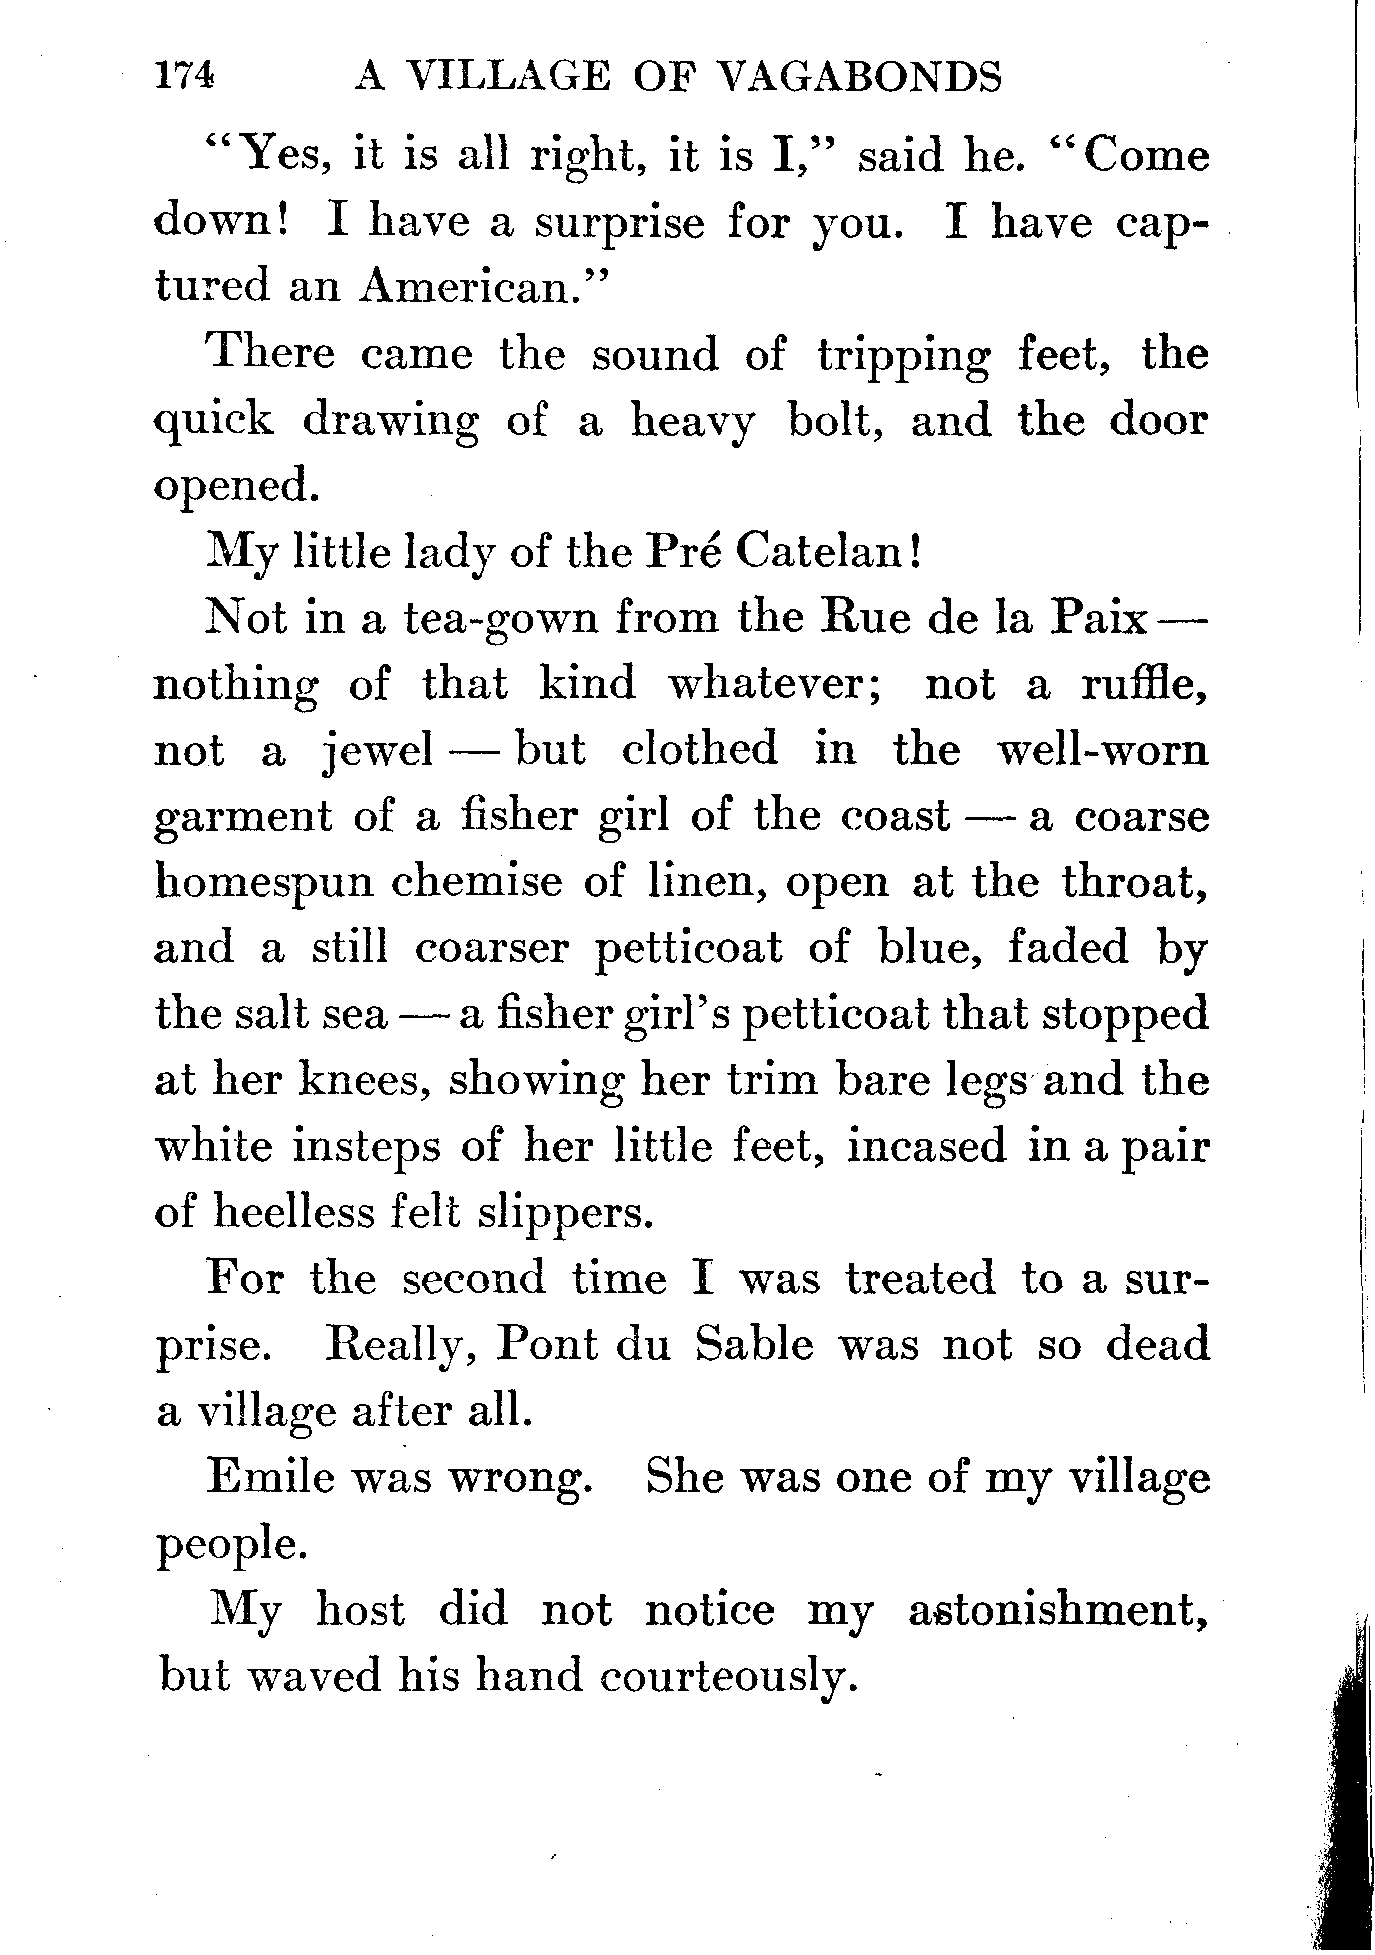 174 A VILLAGE OF VAGABONDS
“Yes, it is all right, it is I,” said he. “Come
down! I have a surprise for you. I have cap-
tured an American.”
There came the sound of tripping feet, the
quick drawing of a heavy bolt, and the door
opened.
My little lady of the Pré Catelan!
Not in a tea-gown from the Rue de la Paix—
nothing of that kind whatever; not a ruffle,
not a jewel — but clothed in the well-worn
garment of a fisher girl of the coast — a coarse
homespun chemise of linen, open at the throat,
and a still coarser petticoat of blue, faded by
the salt sea — a fisher girl’s petticoat that stopped
at her knees, showing her trim bare legs and the
white insteps of her little feet, incased in a pair
of heelless felt slippers.
For the second time I was treated to a sur-
prise. Really, Pont du Sable was not so dead
a village after all.
Emile was wrong. She was one of my village
people.
My host did not notice my astonishment,
but waved his hand courteously.